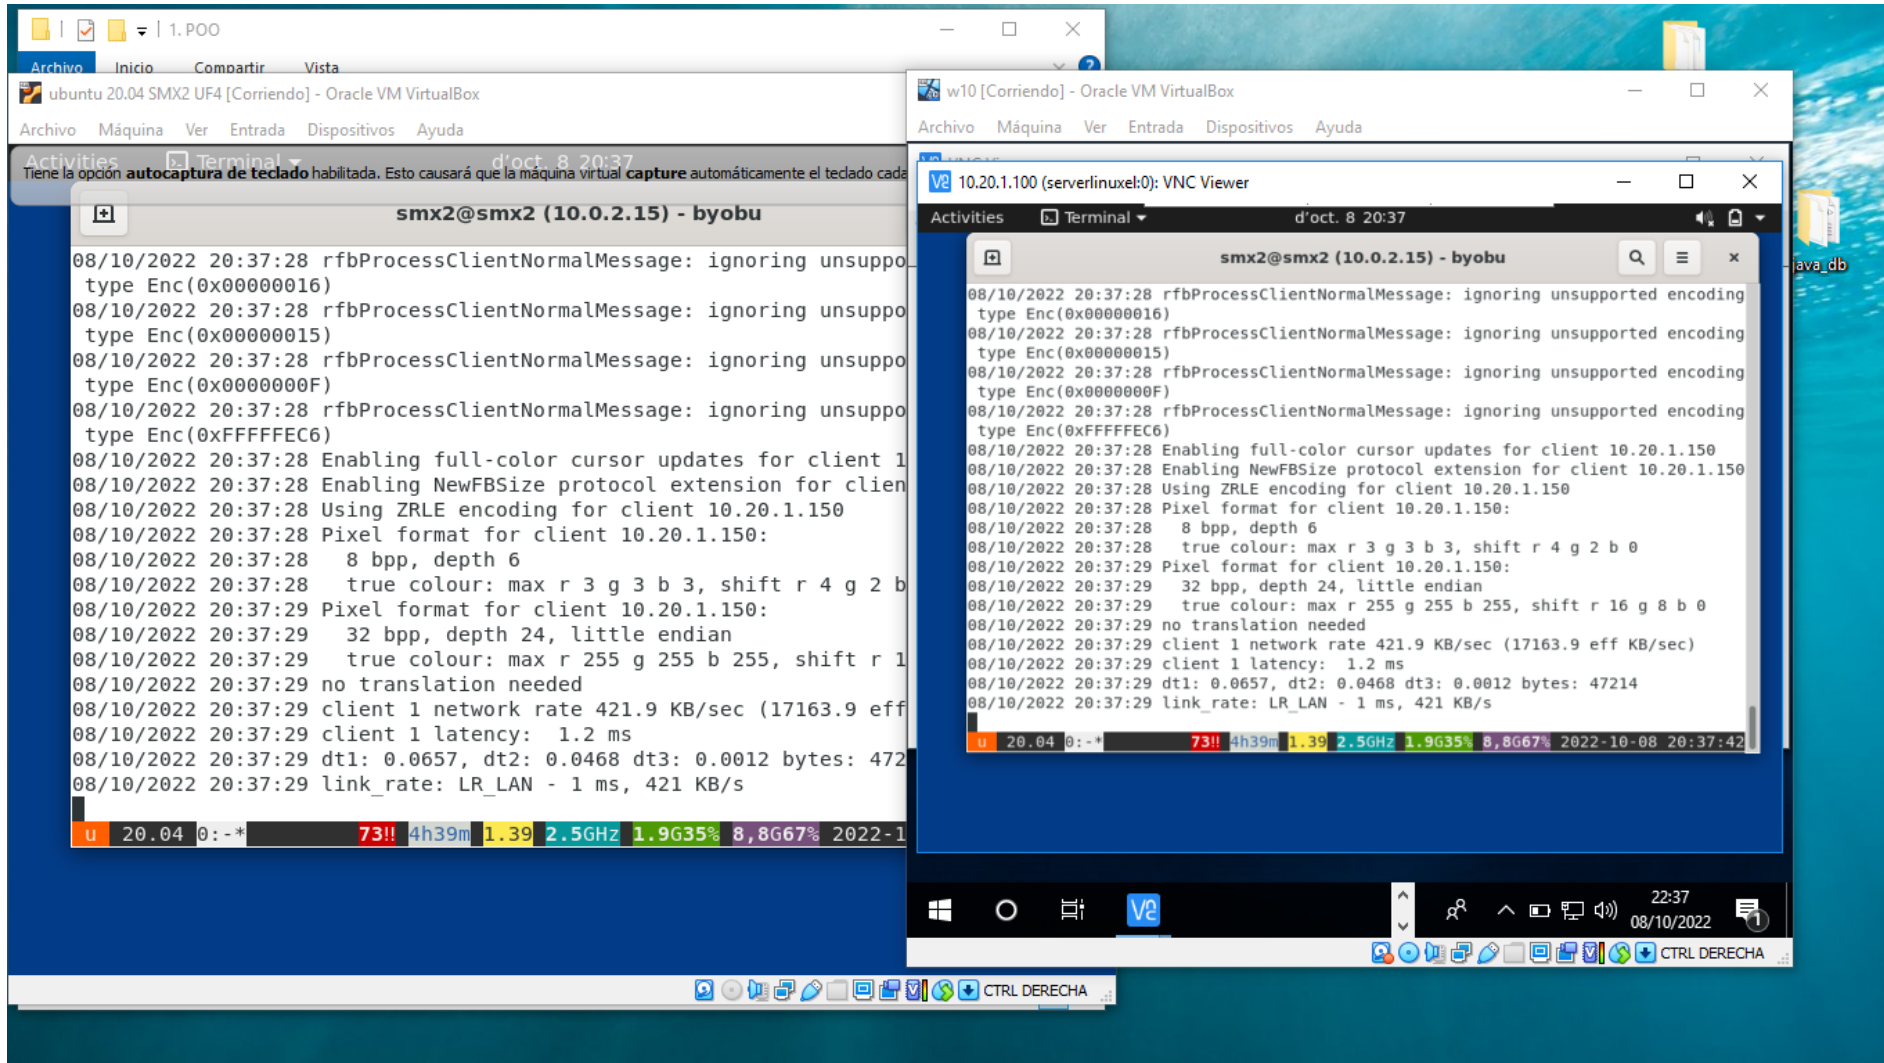 1. POO
Archivo Inicio Compartir Vista
ubuntu 20.04 SMX2 UF4 [Corriendo] - Oracle VM VirtualBox
Archivo Máquina Ver Entrada Dispositivos Ayuda
Activities Terminal d'oct. 8 20:37
Tiene la opción autocaptura de teclado habilitada. Esto causará que la máquina virtual capture automáticamente el teclado cada
smx2@smx2 (10.0.2.15) - byobu
08/10/2022 20:37:28 rfbProcessClientNormalMessage: ignoring unsuppo
type Enc(0x00000016)
08/10/2022 20:37:28 rfbProcessClientNormalMessage: ignoring unsuppo
type Enc(0x00000015)
08/10/2022 20:37:28 rfbProcessClientNormalMessage: ignoring unsuppo
type Enc(0x0000000F)
08/10/2022 20:37:28 rfbProcessClientNormalMessage: ignoring unsuppo
type Enc(0xFFFFFEC6)
08/10/2022 20:37:28 Enabling full-color cursor updates for client 1
08/10/2022 20:37:28 Enabling NewFBSize protocol extension for clien
08/10/2022 20:37:28 Using ZRLE encoding for client 10.20.1.150
08/10/2022 20:37:28 Pixel format for client 10.20.1.150:
08/10/2022 20:37:28 8 bpp, depth 6
08/10/2022 20:37:28 true colour: max r 3 g 3 b 3, shift r 4 g 2 b
08/10/2022 20:37:29 Pixel format for client 10.20.1.150:
08/10/2022 20:37:29 32 bpp, depth 24, little endian
08/10/2022 20:37:29 true colour: max r 255 g 255 b 255, shift r 1
08/10/2022 20:37:29 no translation needed
08/10/2022 20:37:29 client 1 network rate 421.9 KB/sec (17163.9 eff
08/10/2022 20:37:29 client 1 latency: 1.2 ms
08/10/2022 20:37:29 dt1: 0.0657, dt2: 0.0468 dt3: 0.0012 bytes: 472
08/10/2022 20:37:29 link_rate: LR_LAN - 1 ms, 421 KB/s
u 20.04 0:-* 73!! 4h39m 1.39 2.5GHz 1.9G35% 8,8G67% 2022-1
CTRL DERECHA
w10 [Corriendo] - Oracle VM VirtualBox
Archivo Máquina Ver Entrada Dispositivos Ayuda
10.20.1.100 (serverlinuxel:0): VNC Viewer
Activities Terminal d'oct. 8 20:37
smx2@smx2 (10.0.2.15) - byobu
08/10/2022 20:37:28 rfbProcessClientNormalMessage: ignoring unsupported encoding
type Enc(0x00000016)
08/10/2022 20:37:28 rfbProcessClientNormalMessage: ignoring unsupported encoding
type Enc(0x00000015)
08/10/2022 20:37:28 rfbProcessClientNormalMessage: ignoring unsupported encoding
type Enc(0x0000000F)
08/10/2022 20:37:28 rfbProcessClientNormalMessage: ignoring unsupported encoding
type Enc(0xFFFFFEC6)
08/10/2022 20:37:28 Enabling full-color cursor updates for client 10.20.1.150
08/10/2022 20:37:28 Enabling NewFBSize protocol extension for client 10.20.1.150
08/10/2022 20:37:28 Using ZRLE encoding for client 10.20.1.150
08/10/2022 20:37:28 Pixel format for client 10.20.1.150:
08/10/2022 20:37:28 8 bpp, depth 6
08/10/2022 20:37:28 true colour: max r 3 g 3 b 3, shift r 4 g 2 b 0
08/10/2022 20:37:29 Pixel format for client 10.20.1.150:
08/10/2022 20:37:29 32 bpp, depth 24, little endian
08/10/2022 20:37:29 true colour: max r 255 g 255 b 255, shift r 16 g 8 b 0
08/10/2022 20:37:29 no translation needed
08/10/2022 20:37:29 client 1 network rate 421.9 KB/sec (17163.9 eff KB/sec)
08/10/2022 20:37:29 client 1 latency: 1.2 ms
08/10/2022 20:37:29 dt1: 0.0657, dt2: 0.0468 dt3: 0.0012 bytes: 47214
08/10/2022 20:37:29 link_rate: LR_LAN - 1 ms, 421 KB/s
u 20.04 0:-* 73!! 4h39m 1.39 2.5GHz 1.9G35% 8,8G67% 2022-10-08 20:37:42
22:37
08/10/2022
1
CTRL DERECHA
java_db